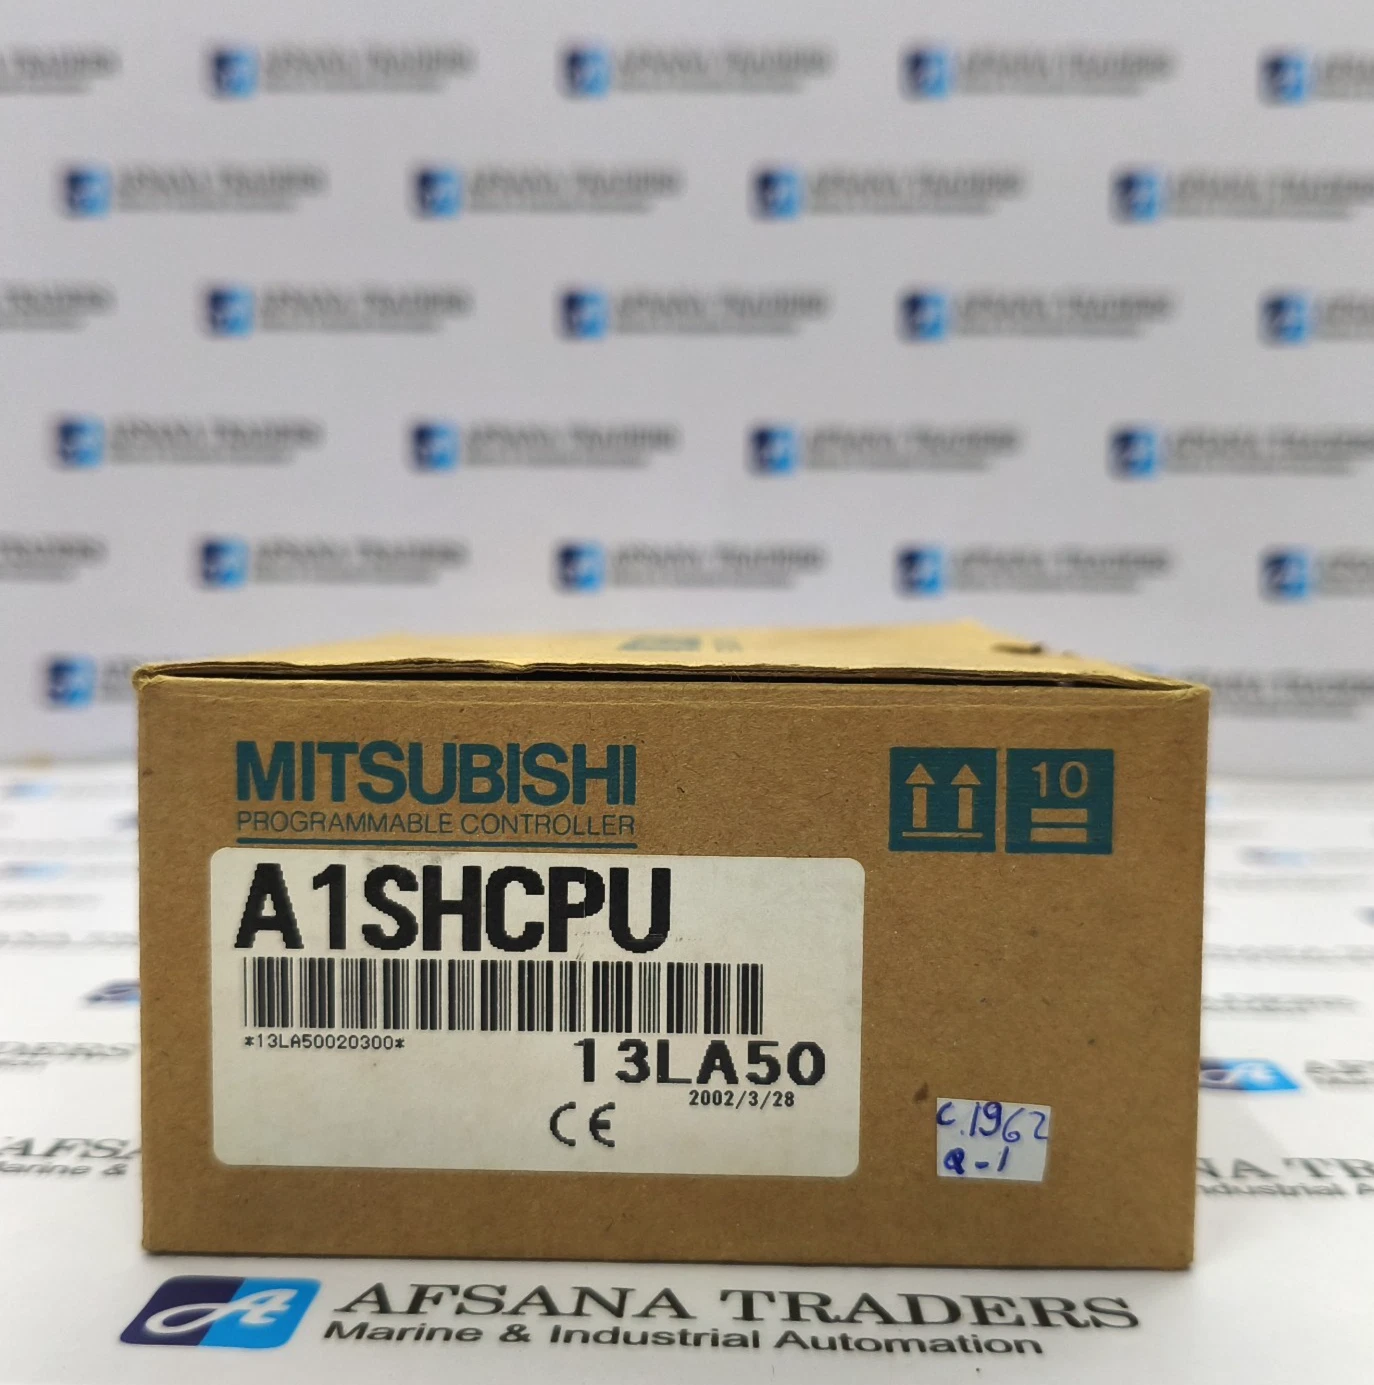 MITSUBISHI
PROGRAMMABLE CONTROLLER
10
A1SHCPU
*13LA50020300*
13LA50
2002/3/28
CE
C.1962
Q-1
AFSANA TRADERS
Marine & Industrial Automation